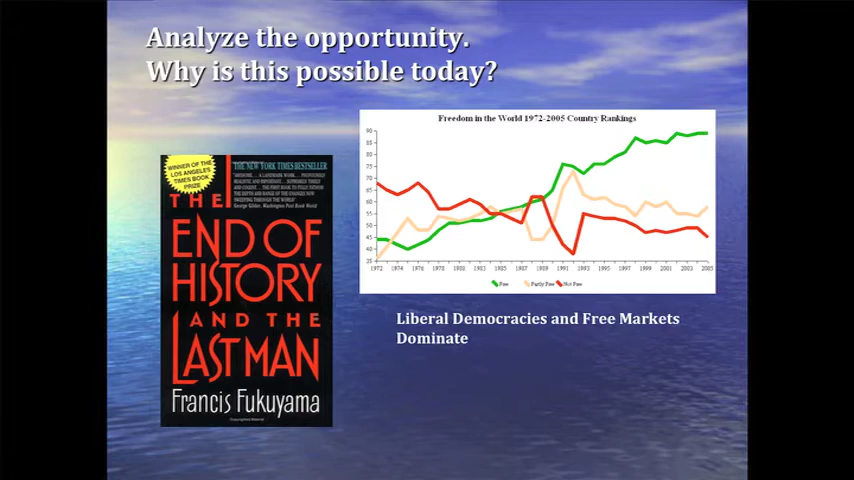 Analyze the opportunity.
Why is this possible today?
WINNER OF THE
LOS ANGELES
TIMES BOOK
PRIZE
THE NEW YORK TIMES BESTSELLER
THE
END OF
HISTORY
AND THE
LAST MAN
Francis Fukuyama
Freedom in the World 1972-2005 Country Rankings
90
85
80
75
70
65
60
55
50
45
40
35
1972 1974 1976 1978
1985 1987 1989 1991 1993 1995 1997 1999 2001 2003 2005
Free Partly Free Not Free
Liberal Democracies and Free Markets
Dominate